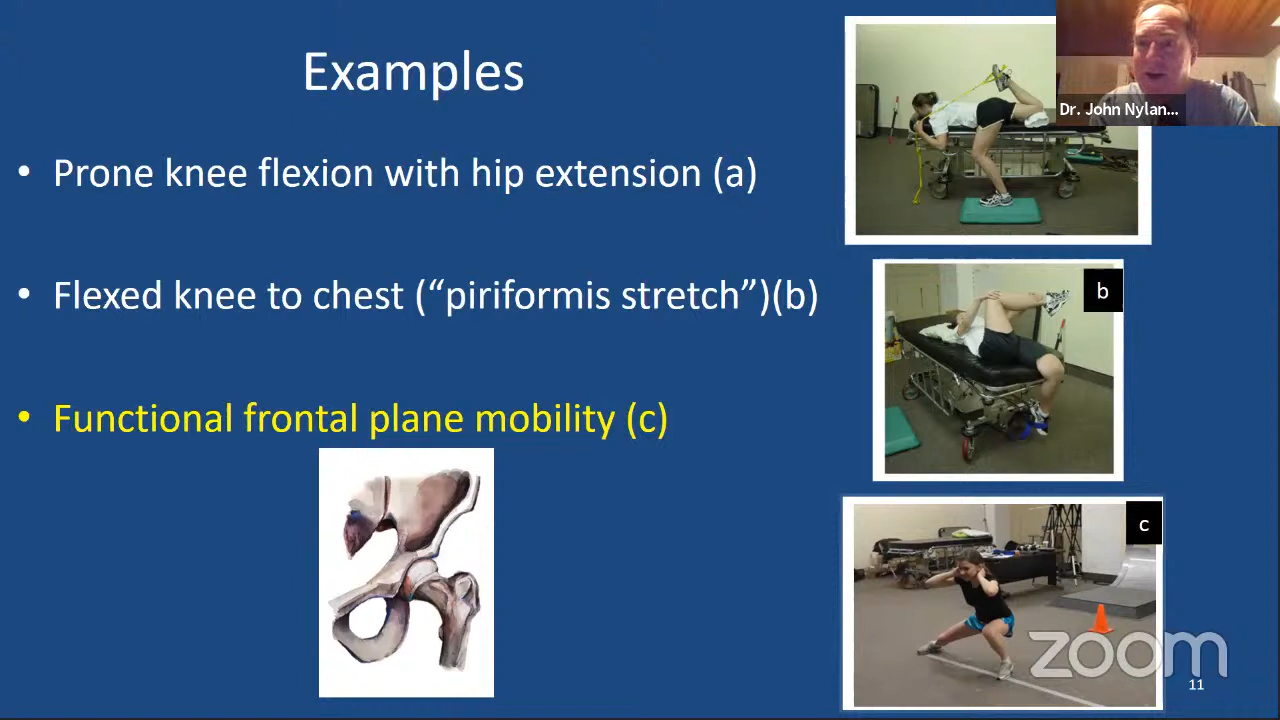 Examples
• Prone knee flexion with hip extension (a)
• Flexed knee to chest (“piriformis stretch”)(b)
• Functional frontal plane mobility (c)
Dr. John Nylan...
b
c
zoom
11